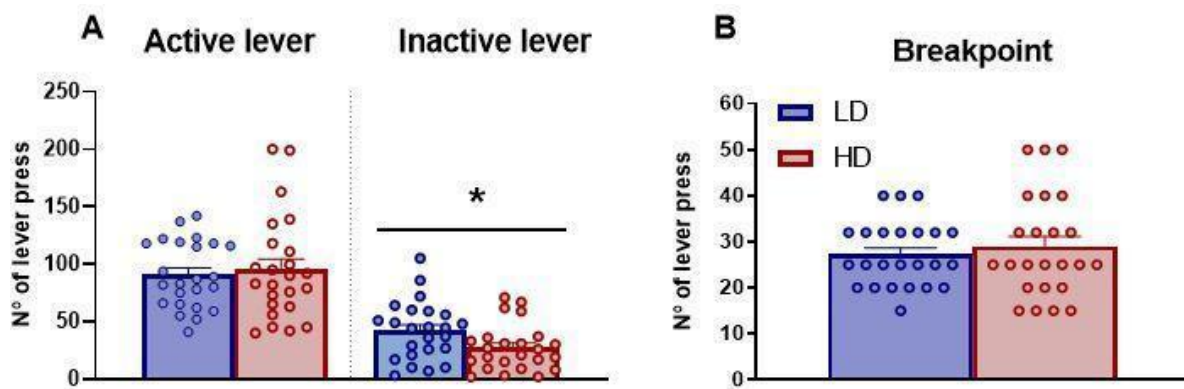 A
Active lever
Inactive lever
N° of lever press
250
200
150
100
50
0
*
B
Breakpoint
N° of lever press
60
50
40
30
20
10
0
LD
HD